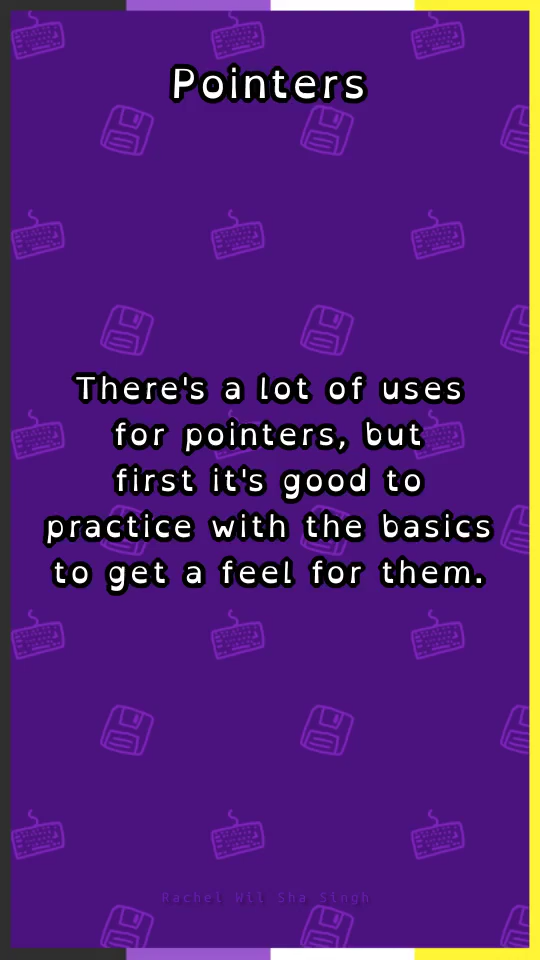 Pointers
There's a lot of uses
for pointers, but
first it's good to
practice with the basics
to get a feel for them.
Rachel Wil Sha Singh